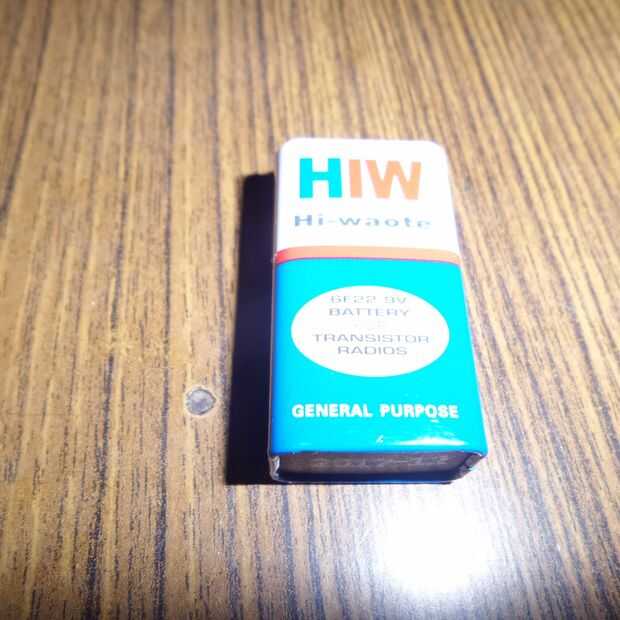 HIW
Hi-waote
6F22 9V
BATTERY
TRANSISTOR
RADIOS
GENERAL PURPOSE